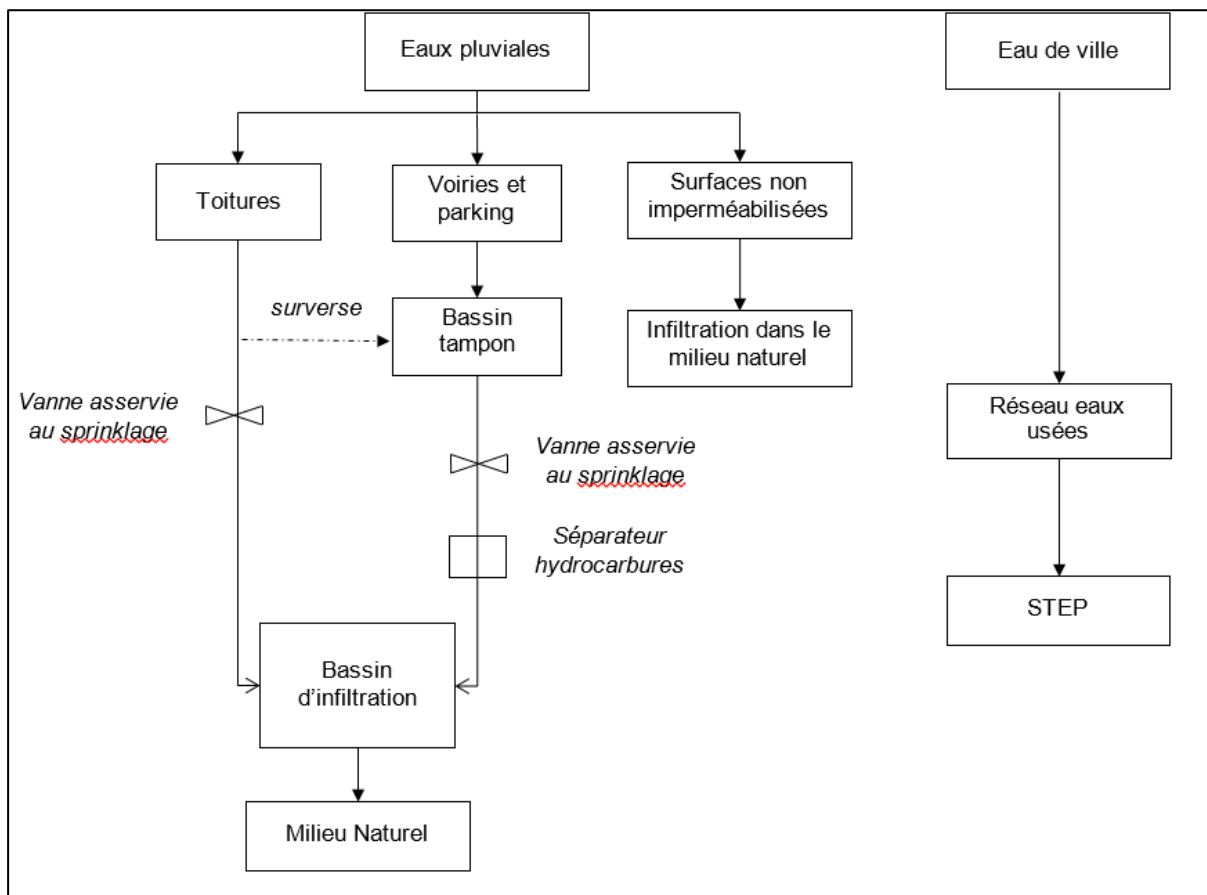 Eaux pluviales
Eau de ville
Toitures
Voiries et
parking
Surfaces non
imperméabilisées
surverse
Bassin
tampon
Infiltration dans le
milieu naturel
Vanne asservie
au sprinklage
Réseau eaux
usées
Vanne asservie
au sprinklage
Séparateur
hydrocarbures
STEP
Bassin
d'infiltration
Milieu Naturel